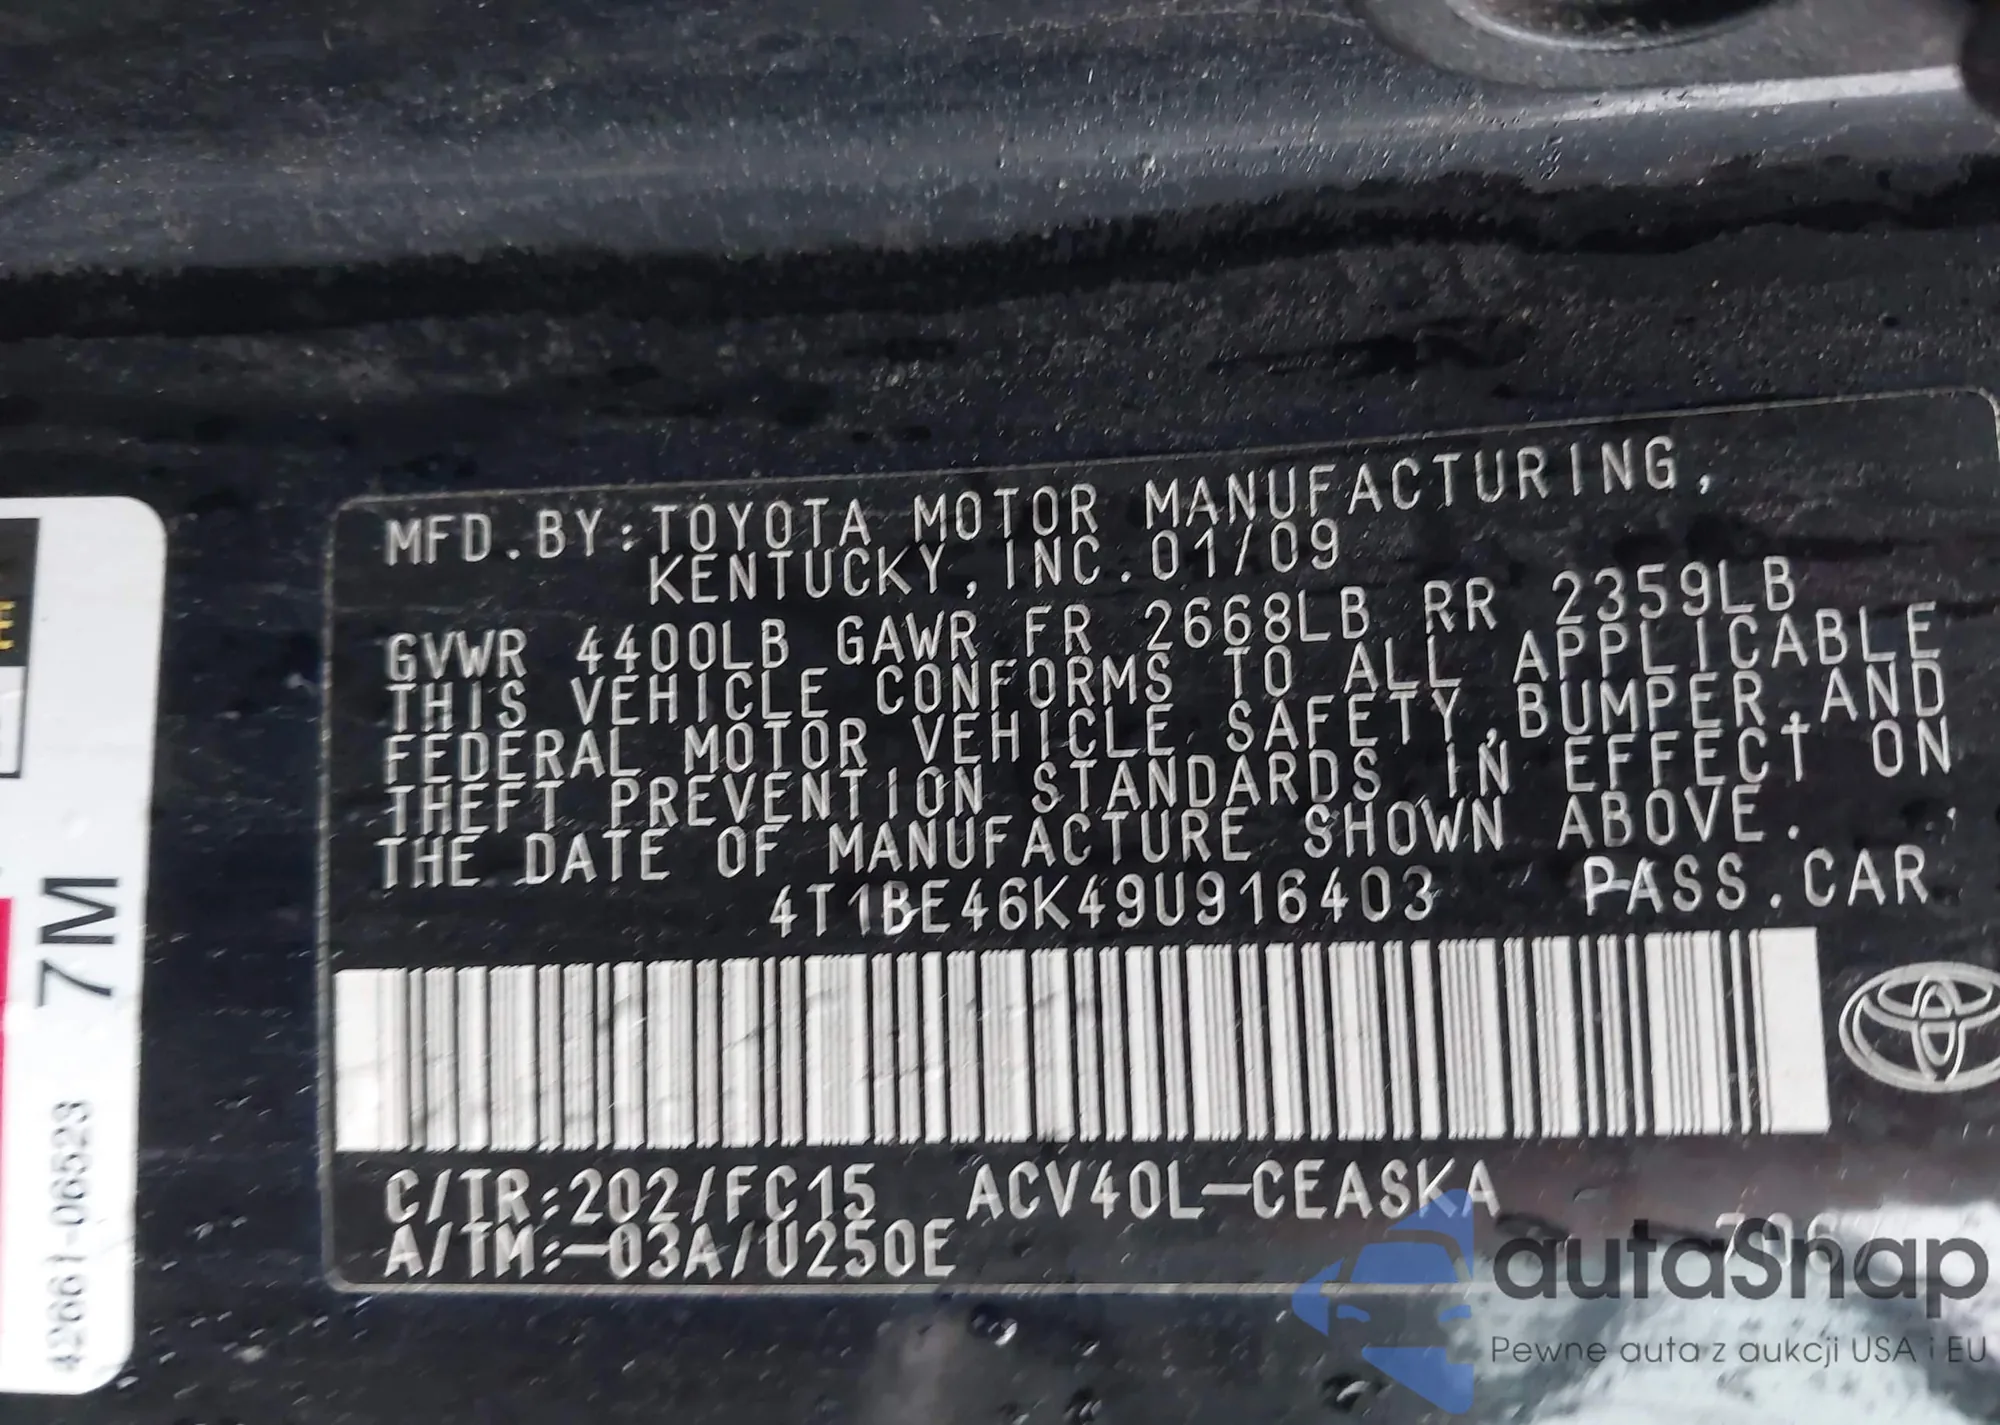 MFD.BY:TOYOTA MOTOR MANUFACTURING,
KENTUCKY, INC.01/09
GVWR 4400LB GAWR FR 2668LB RR 2359LB
THIS VEHICLE CONFORMS TO ALL APPLICABLE
FEDERAL MOTOR VEHICLE SAFETY,BUMPER,AND
THEFT PREVENTION STANDARDS IN EFFECT ON
THE DATE OF MANUFACTURE SHOWN ABOVE.
4T1BE46K49U916403 PASS.CAR
C/TR:202/FC15 ACV40L-CEASKA
A/TM:-03A/U250E
7M
42661-06523
autaSnap
Pewne auta z aukcji USA i EU